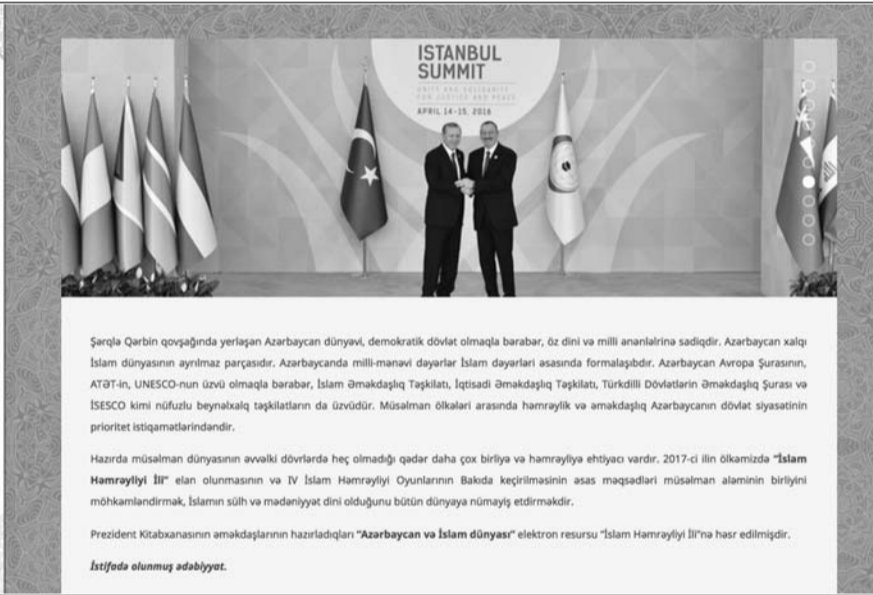 ISTANBUL
SUMMIT
UNITY AND SOLIDARITY
FOR JUSTICE AND PEACE
APRIL 14-15, 2016
Şərqlə Qərbin qovşağında yerləşən Azərbaycan dünyəvi, demokratik dövlət olmaqla bərabər, öz dini və milli ənənləlrinə sadiqdir. Azərbaycan xalqı
İslam dünyasının ayrılmaz parçasıdır. Azərbaycanda milli-mənəvi dəyərlər İslam dəyərləri əsasında formalaşıbdır. Azərbaycan Avropa Şurasının,
ATƏT-in, UNESCO-nun üzvü olmaqla bərabər, İslam Əməkdaşlıq Təşkilatı, İqtisadi Əməkdaşlıq Təşkilatı, Türkdilli Dövlətlərin Əməkdaşlıq Şurası və
İSESCO kimi nüfuzlu beynəlxalq təşkilatların da üzvüdür. Müsəlman ölkələri arasında həmrəylik və əməkdaşlıq Azərbaycanın dövlət siyasətinin
prioritet istiqamətlərindəndir.
Hazırda müsəlman dünyasının əvvəlki dövrlərdə heç olmadığı qədər daha çox birliyə və həmrəyliyə ehtiyacı vardır. 2017-ci ilin ölkəmizdə "İslam
Həmrəyliyi İli" elan olunmasının və IV İslam Həmrəyliyi Oyunlarının Bakıda keçirilməsinin əsas məqsədləri müsəlman aləminin birliyini
möhkəmləndirmək, İslamın sülh və mədəniyyət dini olduğunu bütün dünyaya nümayiş etdirməkdir.
Prezident Kitabxanasının əməkdaşlarının hazırladıqları "Azərbaycan və İslam dünyası" elektron resursu "İslam Həmrəyliyi İli"nə həsr edilmişdir.
İstifadə olunmuş ədəbiyyat.